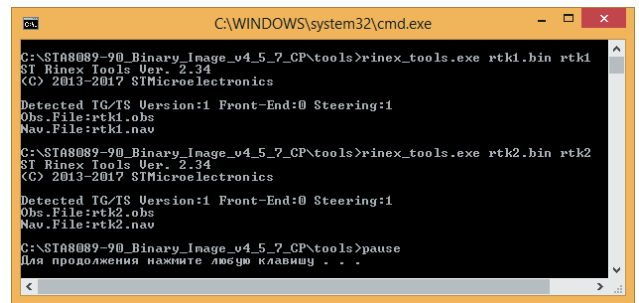 C:\WINDOWS\system32\cmd.exe
C:\STA8089-90_Binary_Image_v4_5_7_CP\tools>rinex_tools.exe rtk1.bin rtk1
ST Rinex Tools Ver. 2.34
(C) 2013-2017 STMicroelectronics
Detected TG/TS Version:1 Front-End:0 Steering:1
Obs.File:rtk1.obs
Nav.File:rtk1.nav
C:\STA8089-90_Binary_Image_v4_5_7_CP\tools>rinex_tools.exe rtk2.bin rtk2
ST Rinex Tools Ver. 2.34
(C) 2013-2017 STMicroelectronics
Detected TG/TS Version:1 Front-End:0 Steering:1
Obs.File:rtk2.obs
Nav.File:rtk2.nav
C:\STA8089-90_Binary_Image_v4_5_7_CP\tools>pause
Для продолжения нажмите любую клавишу . . .